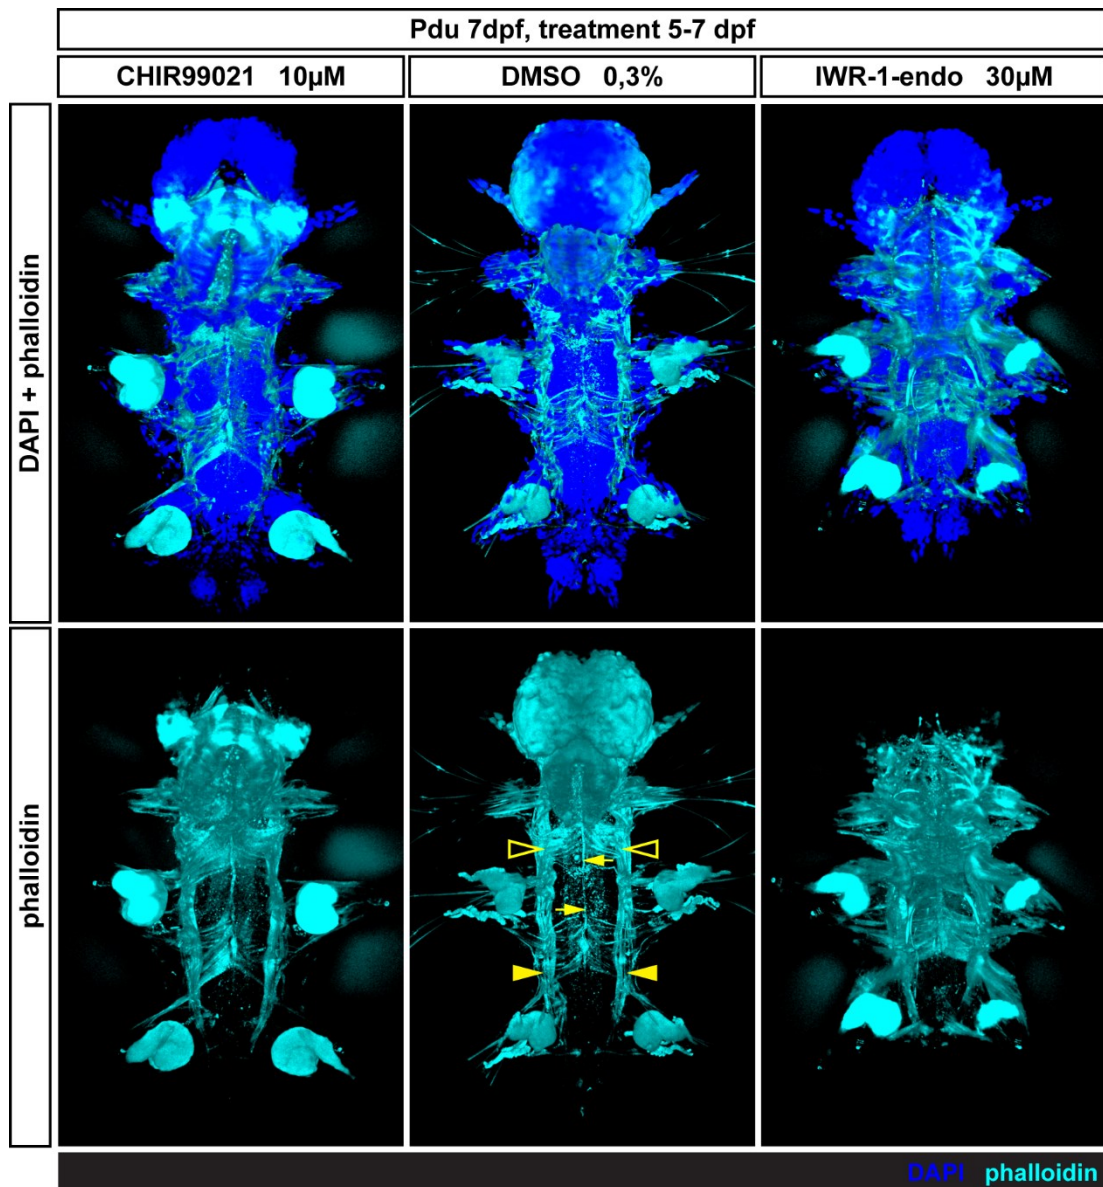 Pdu 7dpf, treatment 5-7 dpf
CHIR99021 10µM
DMSO 0,3%
IWR-1-endo 30µM
DAPI + phalloidin
phalloidin
DAPI phalloidin